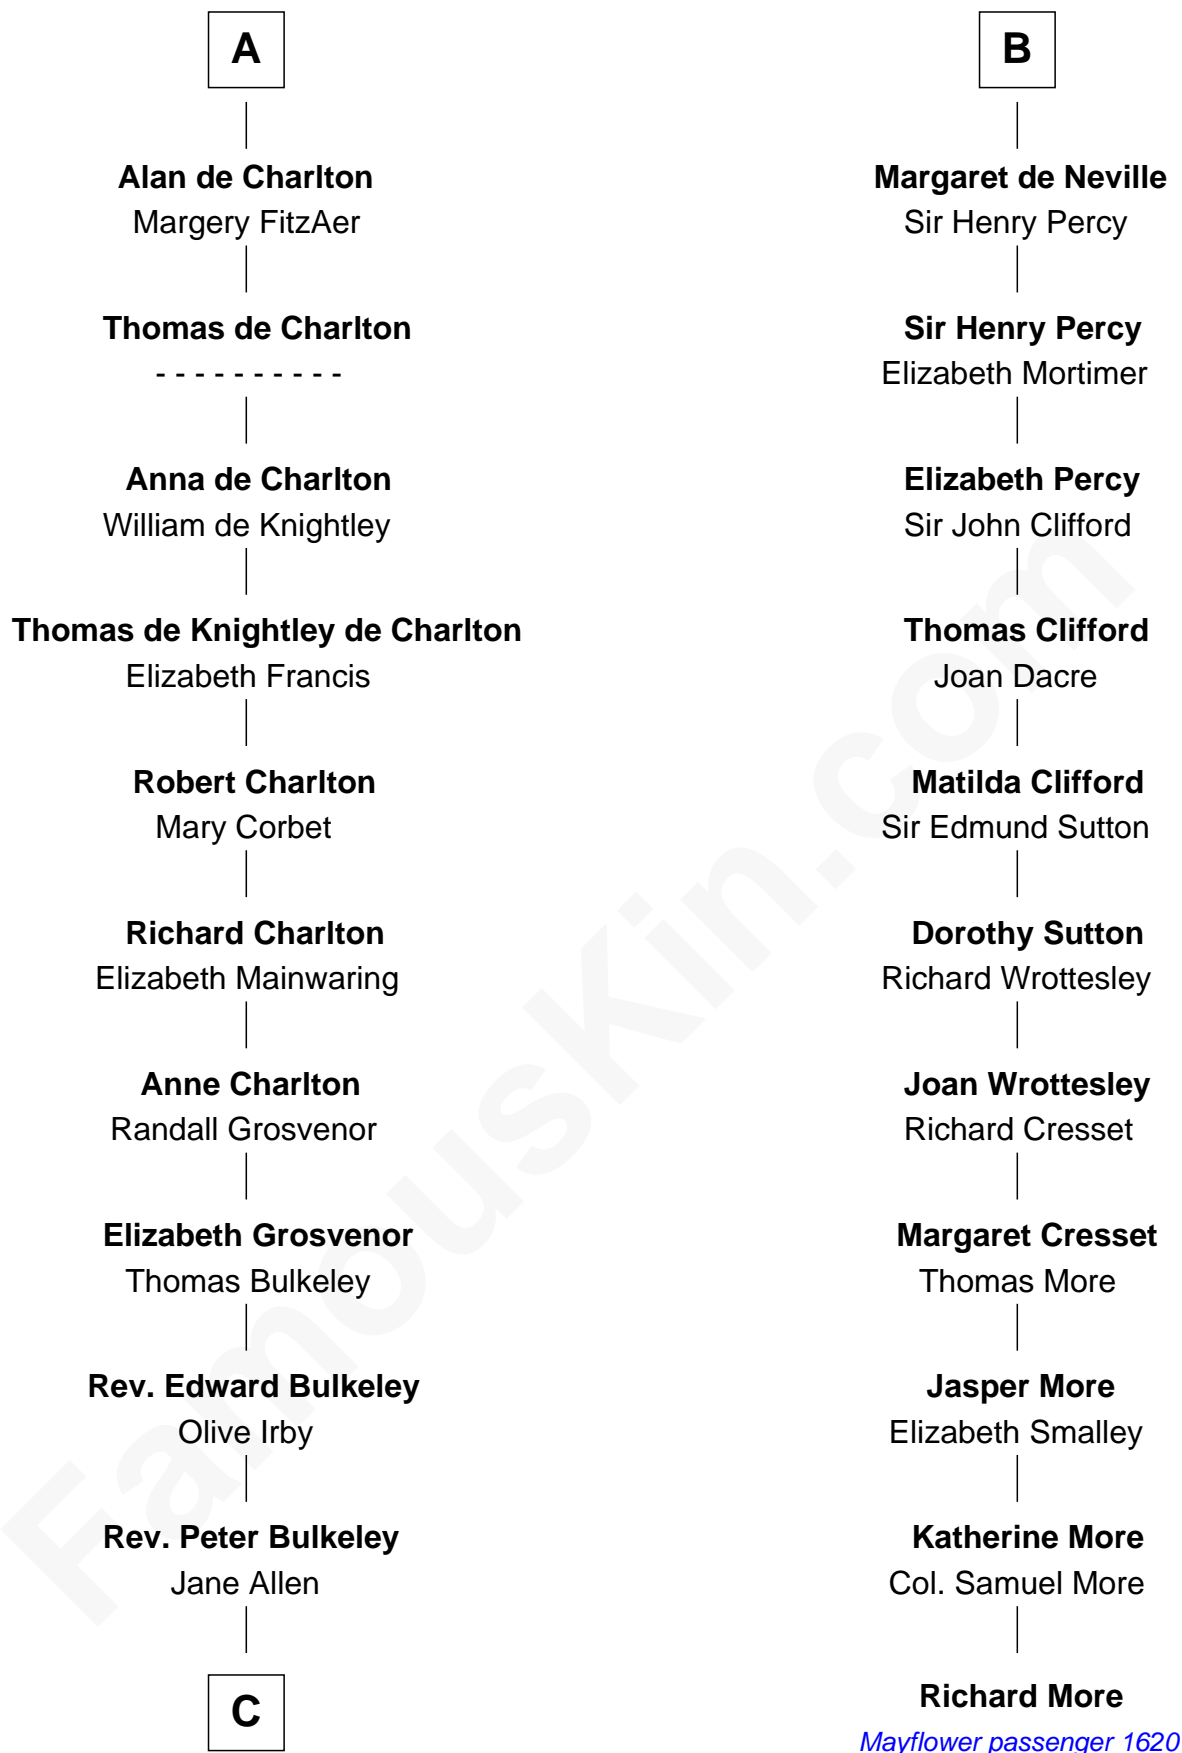 A
Alan de Charlton
Margery FitzAer
Thomas de Charlton
- - - - - - - - - -
Anna de Charlton
William de Knightley
Thomas de Knightley de Charlton
Elizabeth Francis
Robert Charlton
Mary Corbet
Richard Charlton
Elizabeth Mainwaring
Anne Charlton
Randall Grosvenor
Elizabeth Grosvenor
Thomas Bulkeley
Rev. Edward Bulkeley
Olive Irby
Rev. Peter Bulkeley
Jane Allen
C
B
Margaret de Neville
Sir Henry Percy
Sir Henry Percy
Elizabeth Mortimer
Elizabeth Percy
Sir John Clifford
Thomas Clifford
Joan Dacre
Matilda Clifford
Sir Edmund Sutton
Dorothy Sutton
Richard Wrottesley
Joan Wrottesley
Richard Cresset
Margaret Cresset
Thomas More
Jasper More
Elizabeth Smalley
Katherine More
Col. Samuel More
Richard More
Mayflower passenger 1620
FamousKin.com